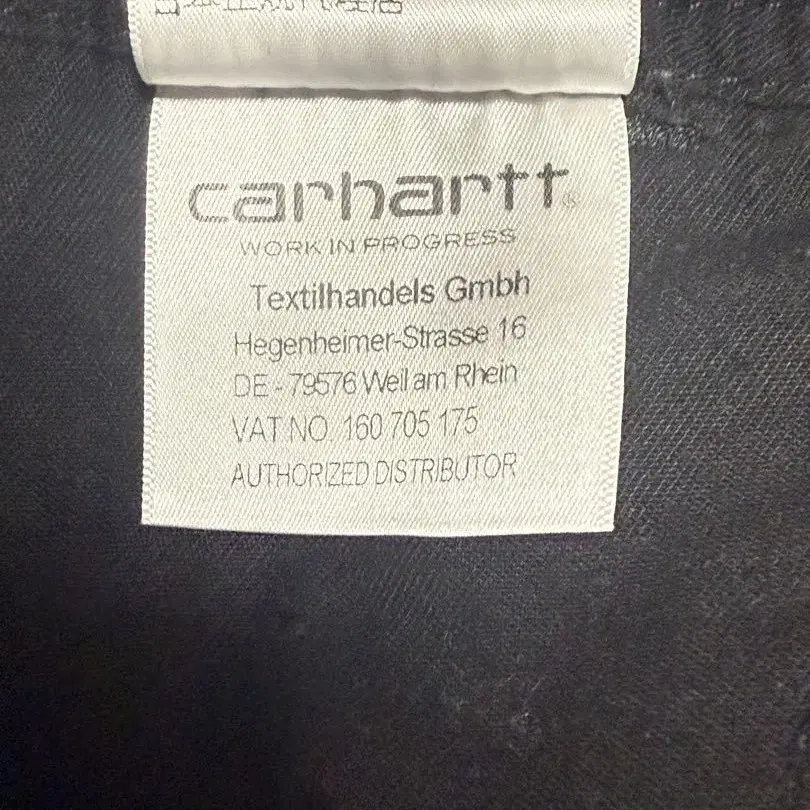 carhartt®
WORK IN PROGRESS
Textilhandels Gmbh
Hegenheimer-Strasse 16
DE - 79576 Weil am Rhein
VAT NO. 160 705 175
AUTHORIZED DISTRIBUTOR